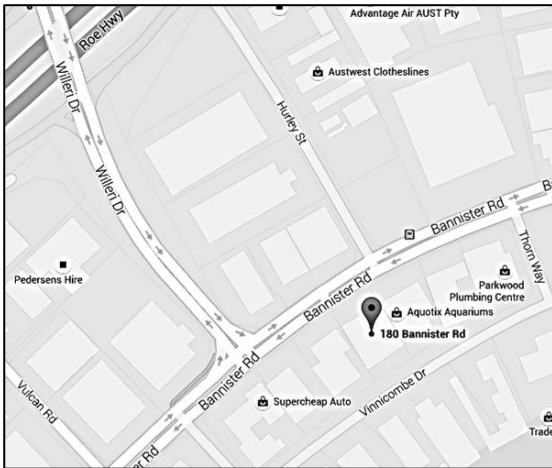 Advantage Air AUST Pty
Roe Hwy
Willeri Dr
Austwest Clotheslines
Hurley St
Willeri Dr
Bannister Rd
Pedersens Hire
Thorn Way
Parkwood
Plumbing Centre
Bannister Rd
Aquotix Aquariums
180 Bannister Rd
Bannister Rd
Vinnicombe Dr
Supercheap Auto
Vulcan Rd
Trade
ter Rd